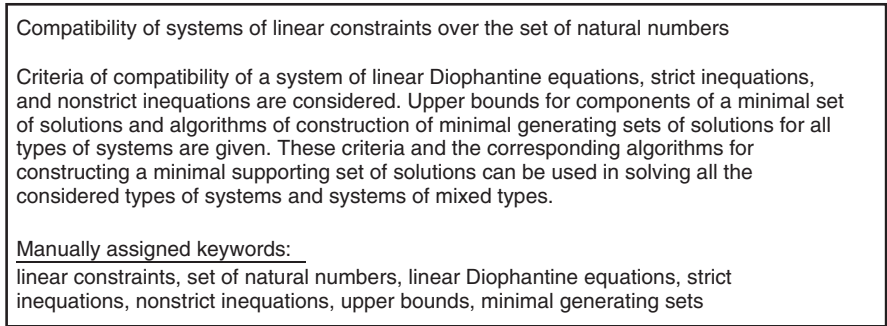 Compatibility of systems of linear constraints over the set of natural numbers
Criteria of compatibility of a system of linear Diophantine equations, strict inequations,
and nonstrict inequations are considered. Upper bounds for components of a minimal set
of solutions and algorithms of construction of minimal generating sets of solutions for all
types of systems are given. These criteria and the corresponding algorithms for
constructing a minimal supporting set of solutions can be used in solving all the
considered types of systems and systems of mixed types.
Manually assigned keywords:
linear constraints, set of natural numbers, linear Diophantine equations, strict
inequations, nonstrict inequations, upper bounds, minimal generating sets